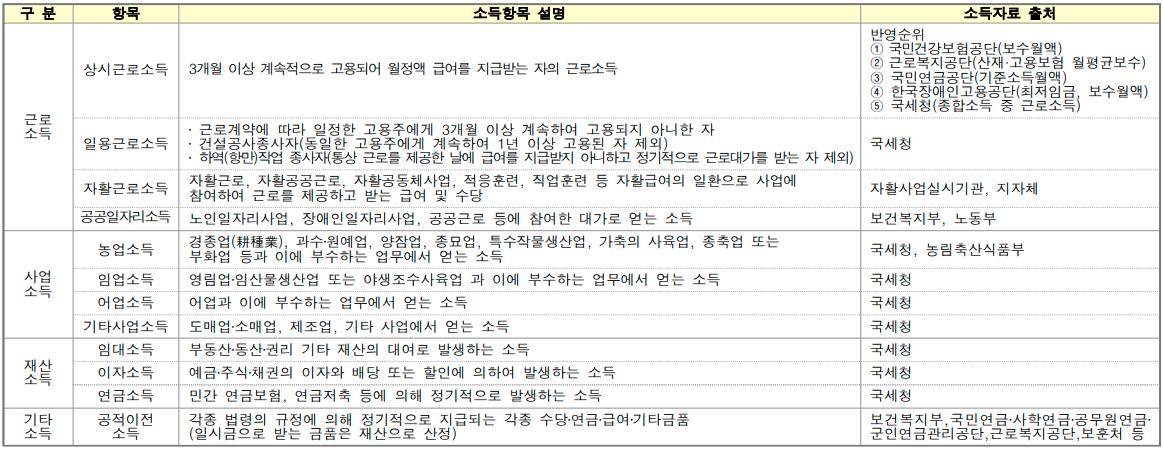 구 분 항목 소득항목 설명 소득자료 출처
근로
소득
상시근로소득
3개월 이상 계속적으로 고용되어 월정액 급여를 지급받는 자의 근로소득
반영순위
① 국민건강보험공단(보수월액)
② 근로복지공단(산재·고용보험 월평균보수)
③ 국민연금공단(기준소득월액)
④ 한국장애인고용공단(최저임금, 보수월액)
⑤ 국세청(종합소득 중 근로소득)
일용근로소득
· 근로계약에 따라 일정한 고용주에게 3개월 이상 계속하여 고용되지 아니한 자
· 건설공사종사자(동일한 고용주에게 계속하여 1년 이상 고용된 자 제외)
· 하역(항만)작업 종사자(통상 근로를 제공한 날에 급여를 지급받지 아니하고 정기적으로 근로대가를 받는 자 제외)
국세청
자활근로소득
자활근로, 자활공공근로, 자활공동체사업, 적응훈련, 직업훈련 등 자활급여의 일환으로 사업에
참여하여 근로를 제공하고 받는 급여 및 수당
자활사업실시기관, 지자체
공공일자리소득
노인일자리사업, 장애인일자리사업, 공공근로 등에 참여한 대가로 얻는 소득
보건복지부, 노동부
사업
소득
농업소득
경종업(耕種業), 과수·원예업, 양잠업, 종묘업, 특수작물생산업, 가축의 사육업, 종축업 또는
부화업 등과 이에 부수하는 업무에서 얻는 소득
국세청, 농림축산식품부
임업소득
영림업·임산물생산업 또는 야생조수사육업 과 이에 부수하는 업무에서 얻는 소득
국세청
어업소득
어업과 이에 부수하는 업무에서 얻는 소득
국세청
기타사업소득
도매업·소매업, 제조업, 기타 사업에서 얻는 소득
국세청
재산
소득
임대소득
부동산·동산·권리 기타 재산의 대여로 발생하는 소득
국세청
이자소득
예금·주식·채권의 이자와 배당 또는 할인에 의하여 발생하는 소득
국세청
연금소득
민간 연금보험, 연금저축 등에 의해 정기적으로 발생하는 소득
국세청
기타
소득
공적이전
소득
각종 법령의 규정에 의해 정기적으로 지급되는 각종 수당·연금·급여·기타금품
(일시금으로 받는 금품은 재산으로 산정)
보건복지부,국민연금·사학연금·공무원연금·
군인연금관리공단,근로복지공단,보훈처 등